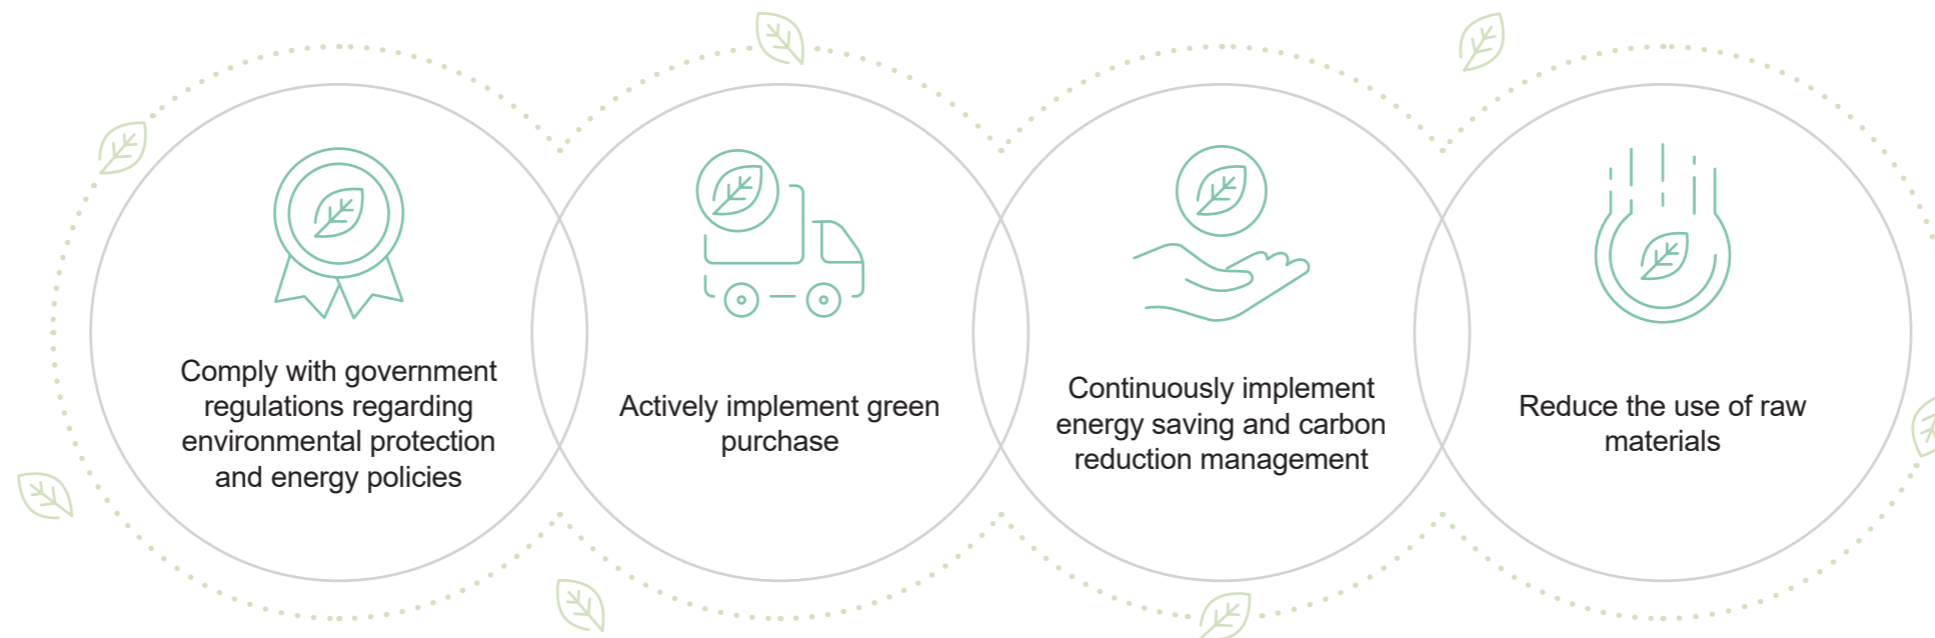 Comply with government
regulations regarding
environmental protection
and energy policies
Actively implement green
purchase
Continuously implement
energy saving and carbon
reduction management
Reduce the use of raw
materials